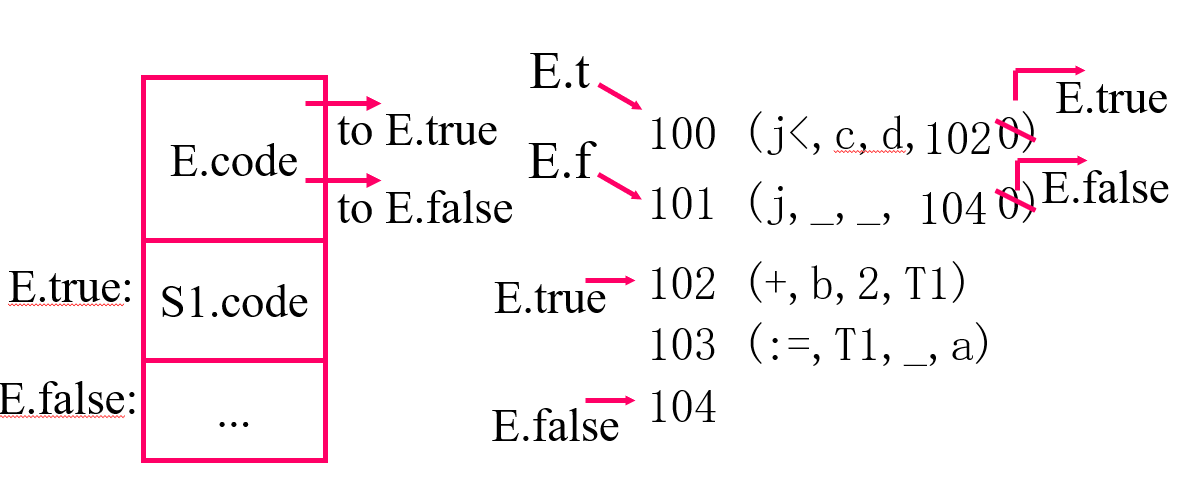 E.code
to E.true
to E.false
E.true:
S1.code
E.false:
...
E.t
E.true
100 (j<, c, d, 102 0)
E.f
E.false
101 (j, _, _, 104 0)
E.true
102 (+, b, 2, T1)
103 (:=, T1, _, a)
E.false
104